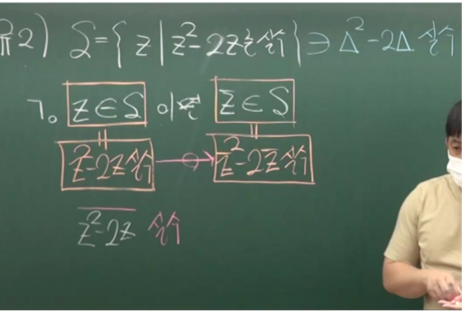 유2) S={ z | z²-2z는 실수 } ∋ Δ²-2Δ 실수
ㄱ. z∈S 이면 z̅∈S
z²-2z 실수 → z̅²-2z̅ 실수
\overline{z²-2z} 실수